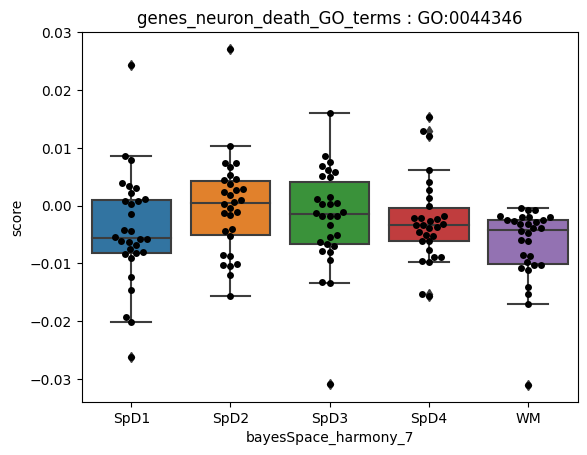 genes_neuron_death_GO_terms : GO:0044346
0.03
0.02
0.01
0.00
−0.01
−0.02
−0.03
score
SpD1 SpD2 SpD3 SpD4 WM
bayesSpace_harmony_7